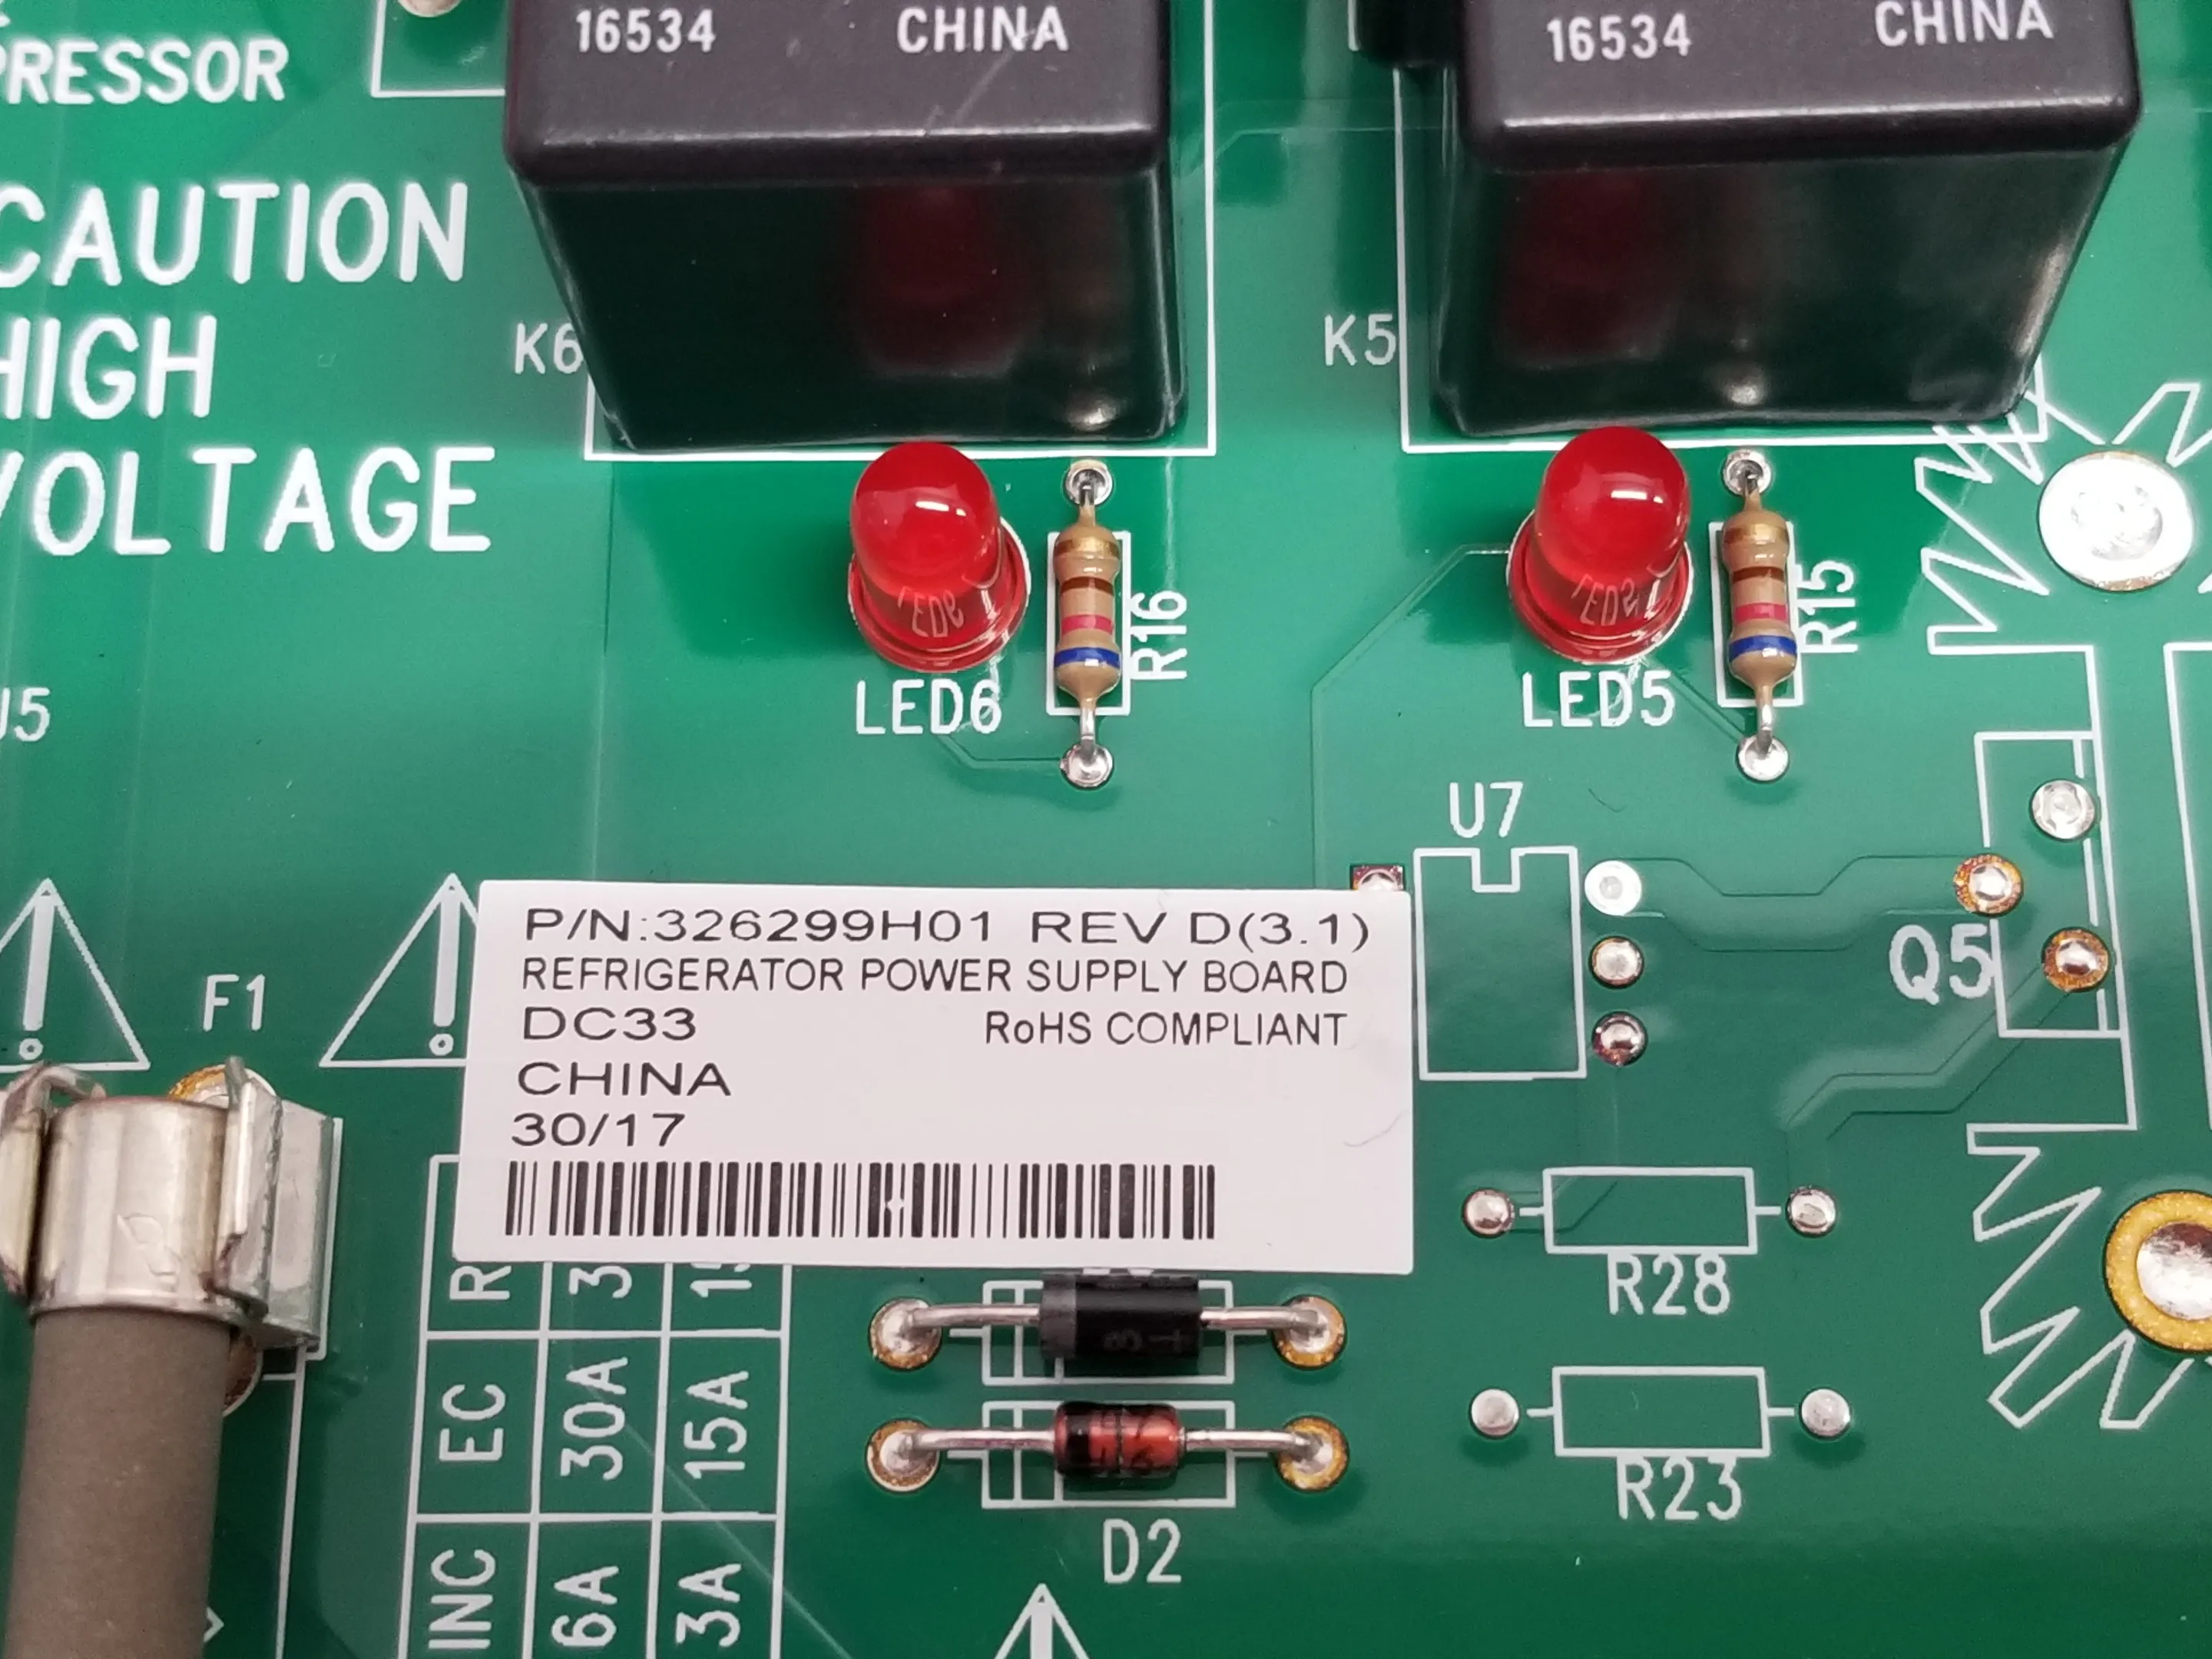 16534 CHINA
16534 CHINA
CAUTION
HIGH
VOLTAGE
K6
K5
R16
R15
LED6
LED5
U7
F1
Q5
P/N:326299H01 REV D(3.1)
REFRIGERATOR POWER SUPPLY BOARD
DC33 RoHS COMPLIANT
CHINA
30/17
R28
EC 30A 15A
R23
INC 6A 3A
D2